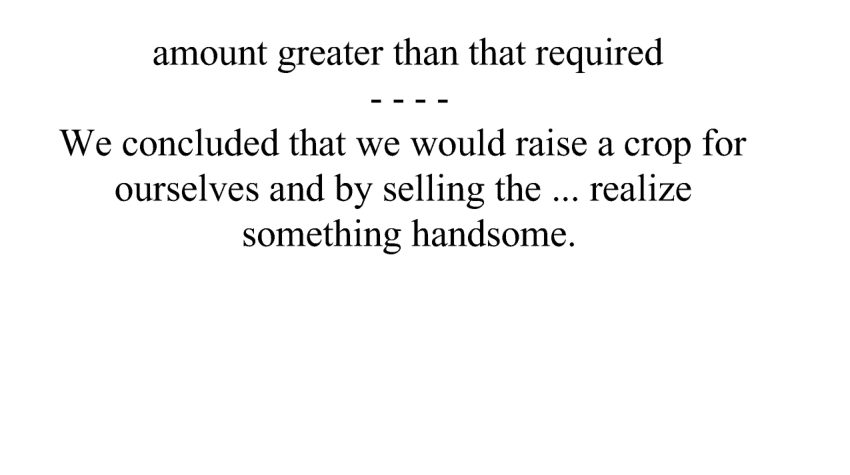 amount greater than that required
- - - -
We concluded that we would raise a crop for
ourselves and by selling the ... realize
something handsome.